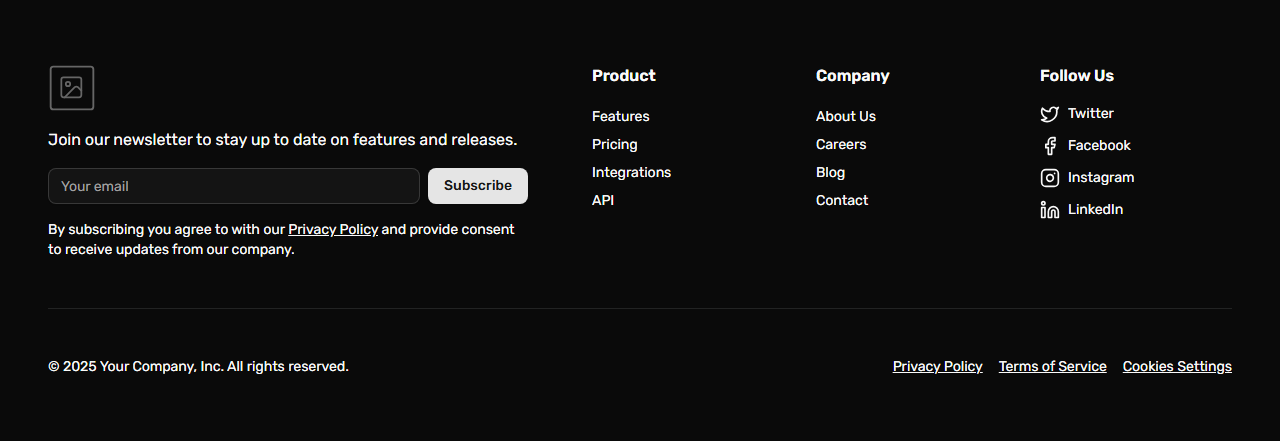 Join our newsletter to stay up to date on features and releases.
Your email
Subscribe
By subscribing you agree to with our Privacy Policy and provide consent
to receive updates from our company.
Product
Features
Pricing
Integrations
API
Company
About Us
Careers
Blog
Contact
Follow Us
Twitter
Facebook
Instagram
LinkedIn
© 2025 Your Company, Inc. All rights reserved.
Privacy Policy
Terms of Service
Cookies Settings